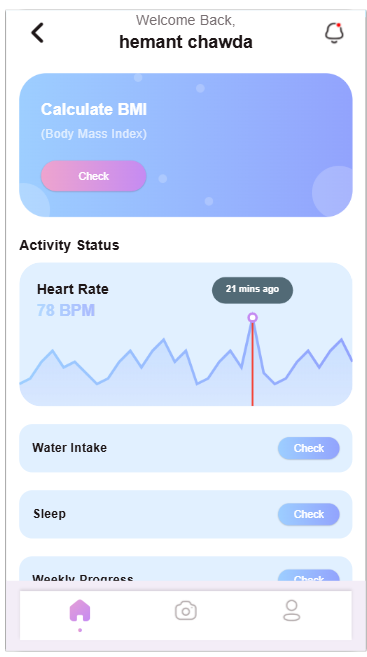 Welcome Back,
hemant chawda
Calculate BMI
(Body Mass Index)
Check
Activity Status
Heart Rate
78 BPM
21 mins ago
Water Intake
Check
Sleep
Check
Weekly Progress
Check